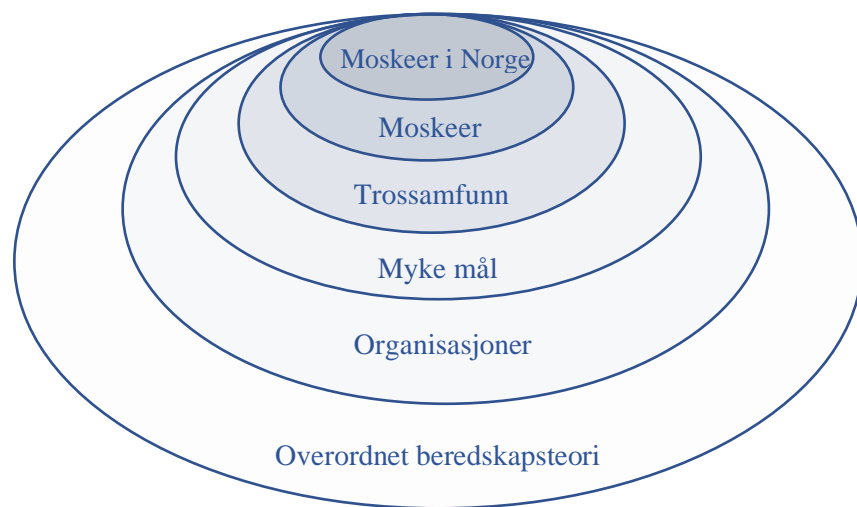 Moskeer i Norge
Moskeer
Trossamfunn
Myke mål
Organisasjoner
Overordnet beredskapsteori